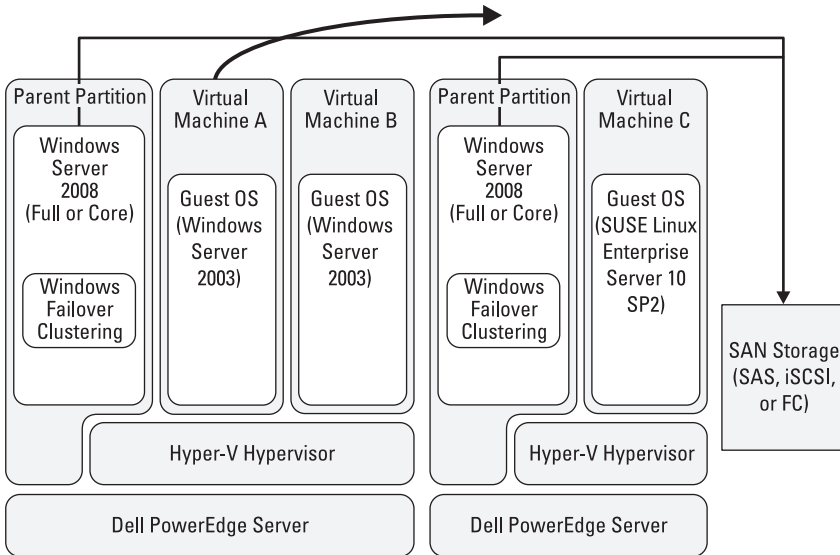 Parent Partition
Windows
Server
2008
(Full or Core)
Windows
Failover
Clustering
Virtual
Machine A
Guest OS
(Windows
Server
2003)
Virtual
Machine B
Guest OS
(Windows
Server
2003)
Hyper-V Hypervisor
Dell PowerEdge Server
Parent Partition
Windows
Server
2008
(Full or Core)
Windows
Failover
Clustering
Virtual
Machine C
Guest OS
(SUSE Linux
Enterprise
Server 10
SP2)
Hyper-V Hypervisor
Dell PowerEdge Server
SAN Storage
(SAS, iSCSI,
or FC)